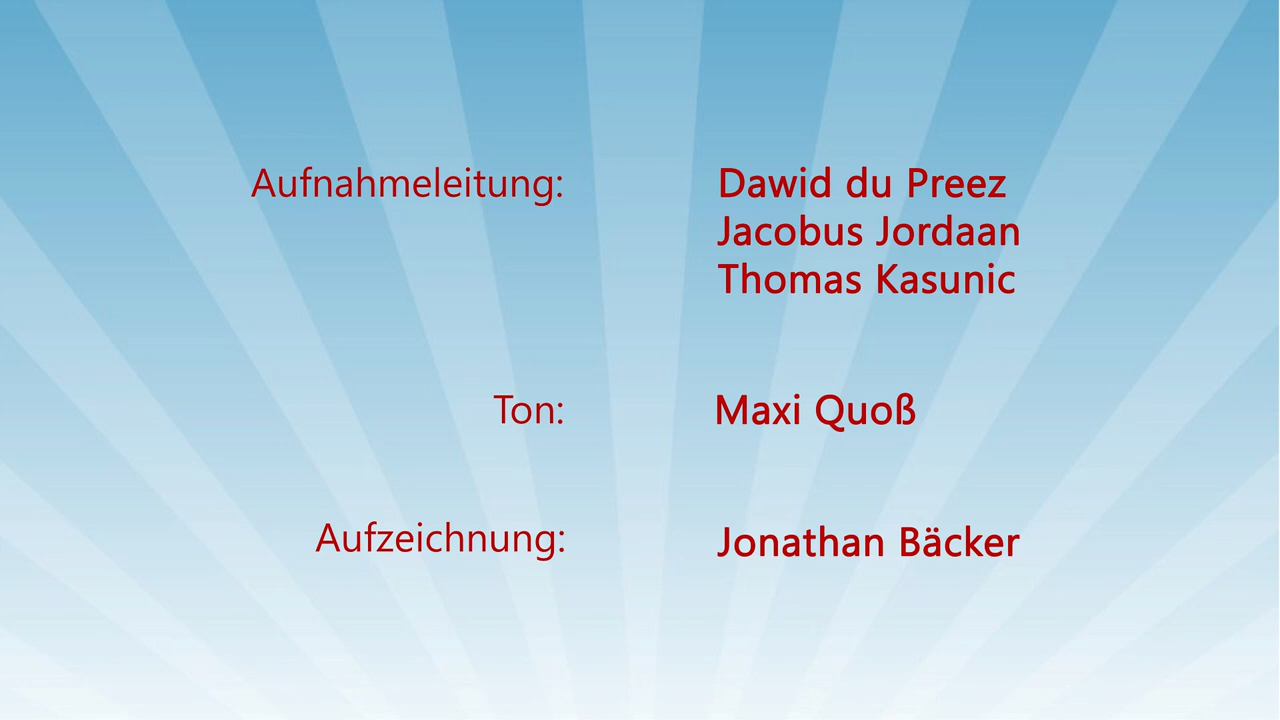 Aufnahmeleitung: Dawid du Preez
Jacobus Jordaan
Thomas Kasunic
Ton: Maxi Quoß
Aufzeichnung: Jonathan Bäcker